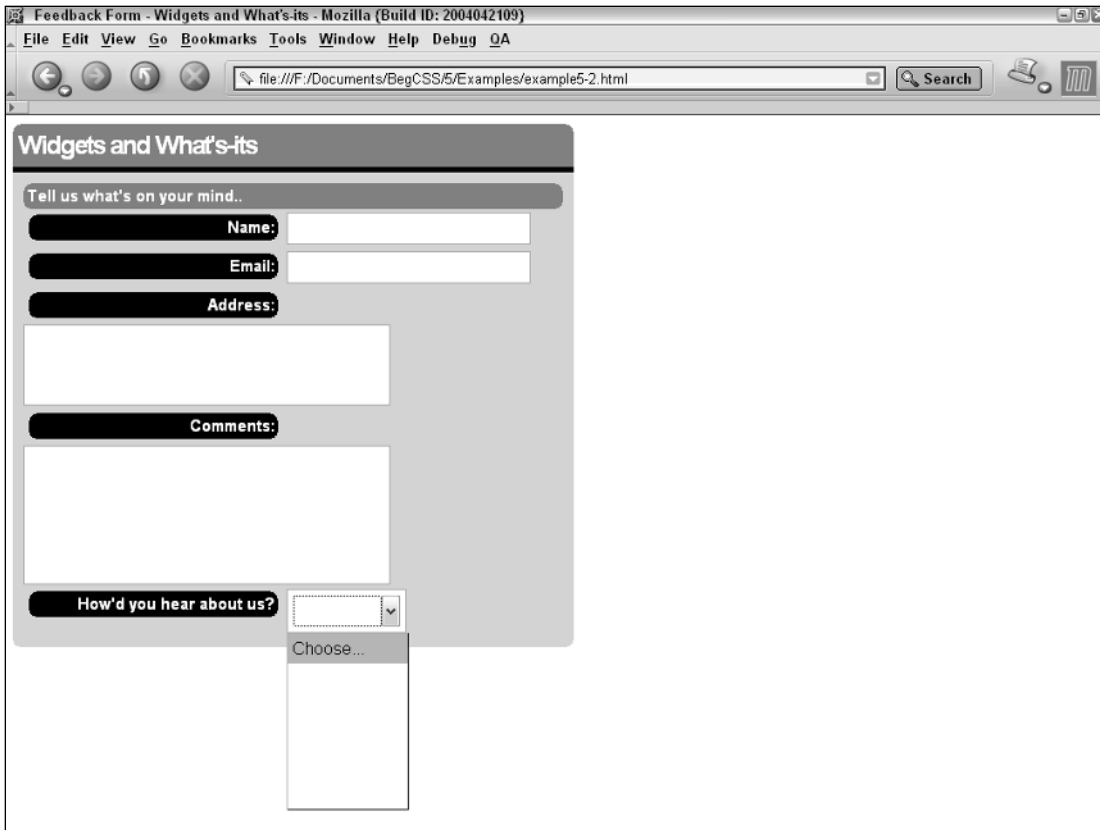 Feedback Form - Widgets and What's-its - Mozilla {Build ID: 2004042109}
File Edit View Go Bookmarks Tools Window Help Debug QA
file:///F:/Documents/BegCSS/5/Examples/example5-2.html Search
Widgets and What's-its
Tell us what's on your mind..
Name:
Email:
Address:
Comments:
How'd you hear about us?
Choose...